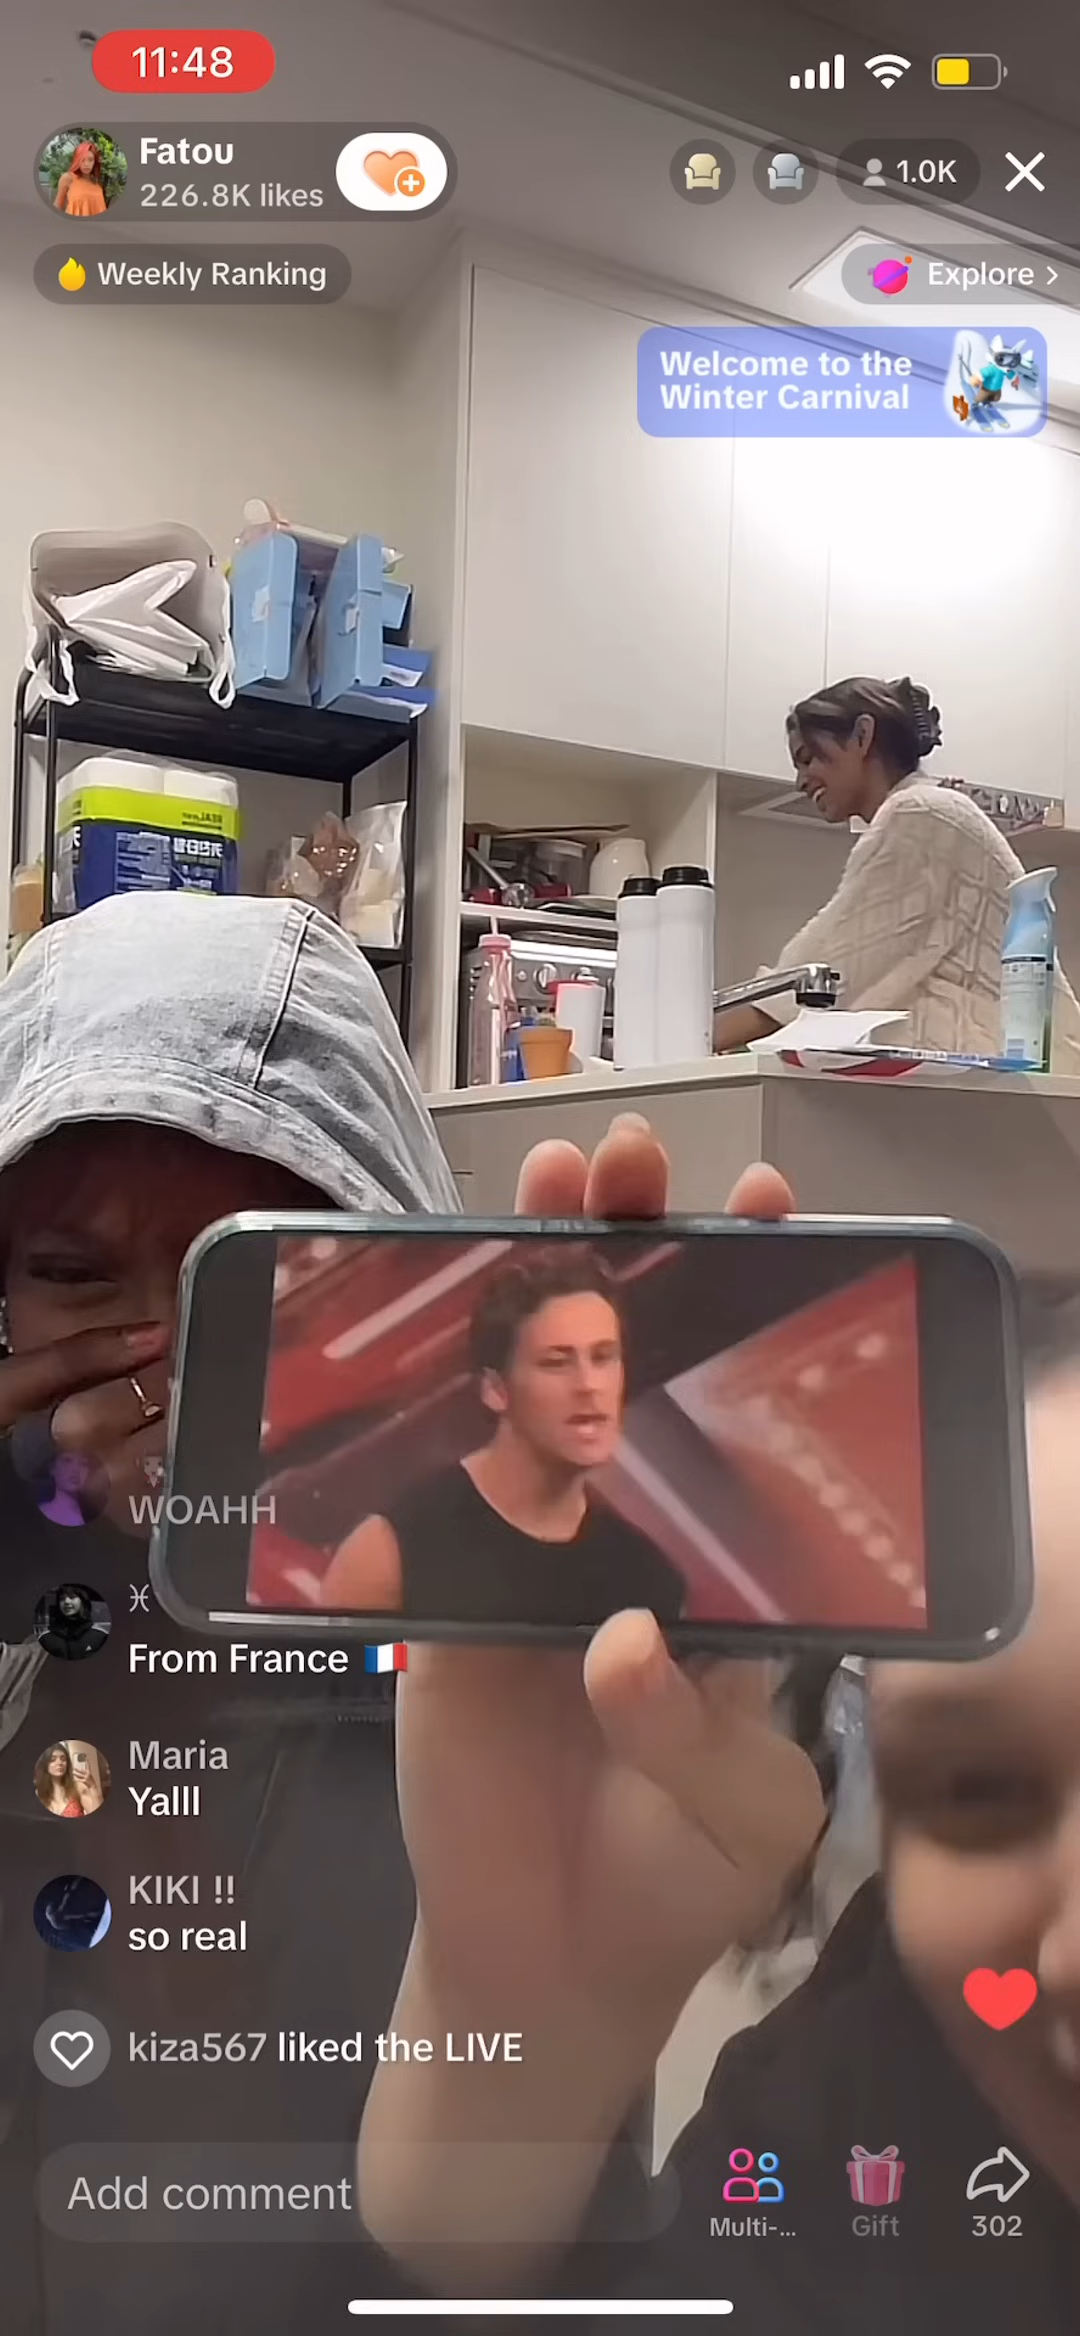 11:48
Fatou
226.8K likes
1.0K
Weekly Ranking
Explore >
Welcome to the
Winter Carnival
WOAHH
♓
From France 🇫🇷
Maria
Yalll
KIKI !!
so real
kiza567 liked the LIVE
Add comment
Multi-...
Gift
302